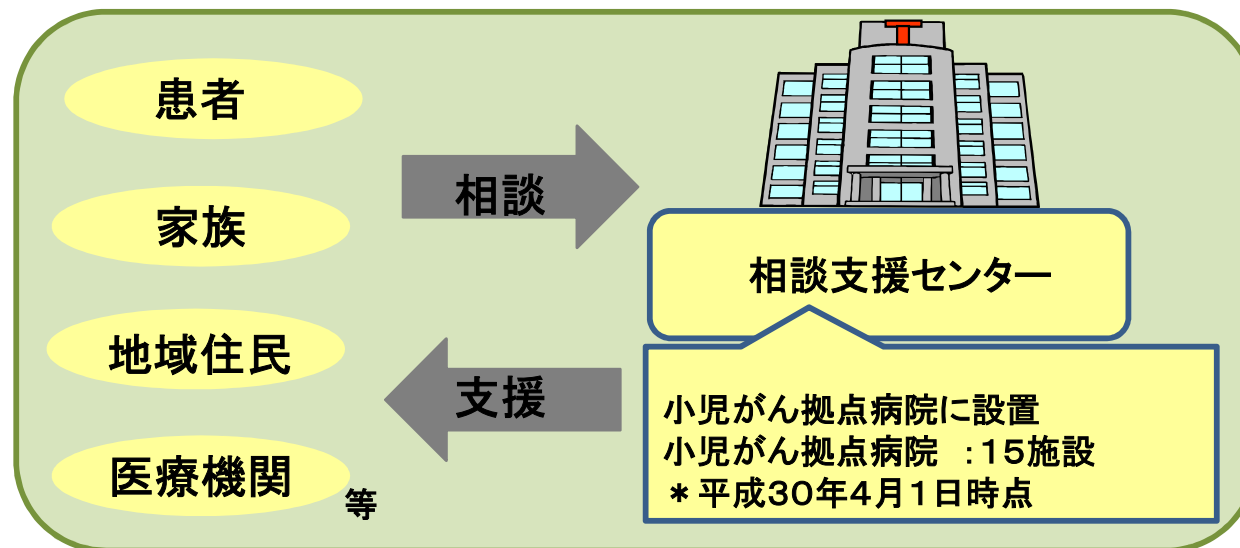 患者
家族
地域住民
医療機関
等
相談
支援
相談支援センター
小児がん拠点病院に設置
小児がん拠点病院　:15施設
＊平成30年4月1日時点